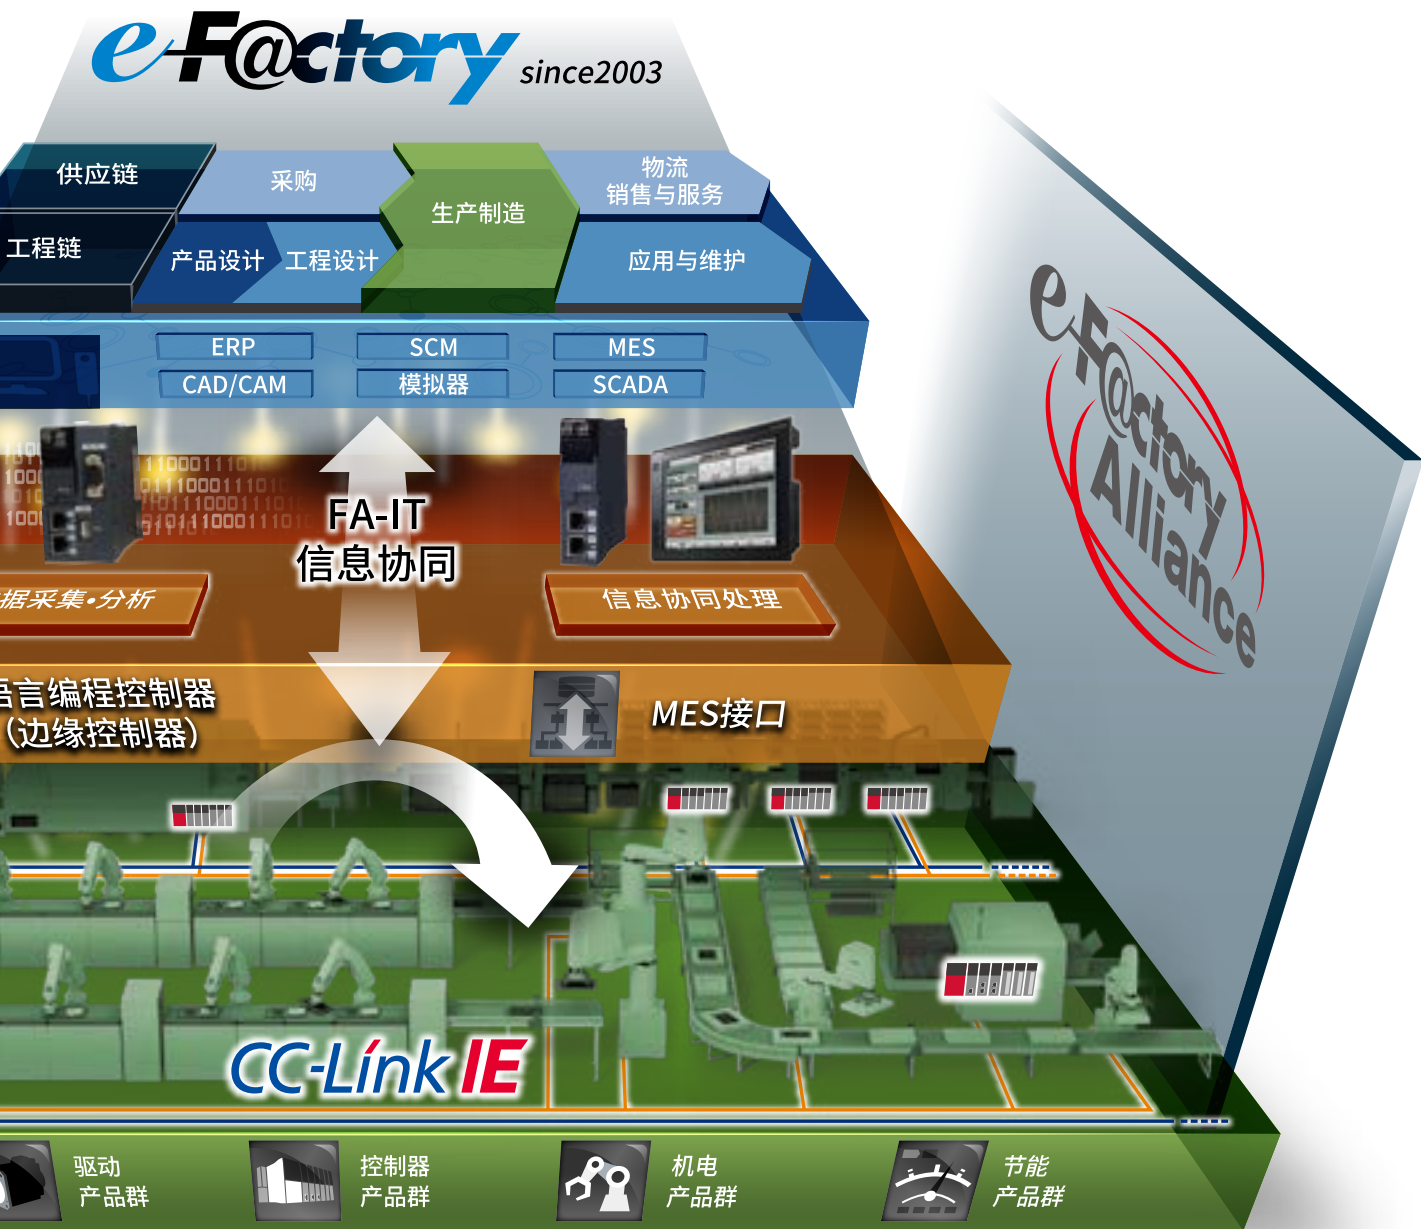 e-F@ctory
since2003
供应链
采购
生产制造
物流
销售与服务
工程链
产品设计
工程设计
应用与维护
ERP
SCM
MES
CAD/CAM
模拟器
SCADA
FA-IT
信息协同
据采集•分析
信息协同处理
语言编程控制器
（边缘控制器）
MES接口
e-F@ctory
Alliance
CC-Link IE
驱动
产品群
控制器
产品群
机电
产品群
节能
产品群